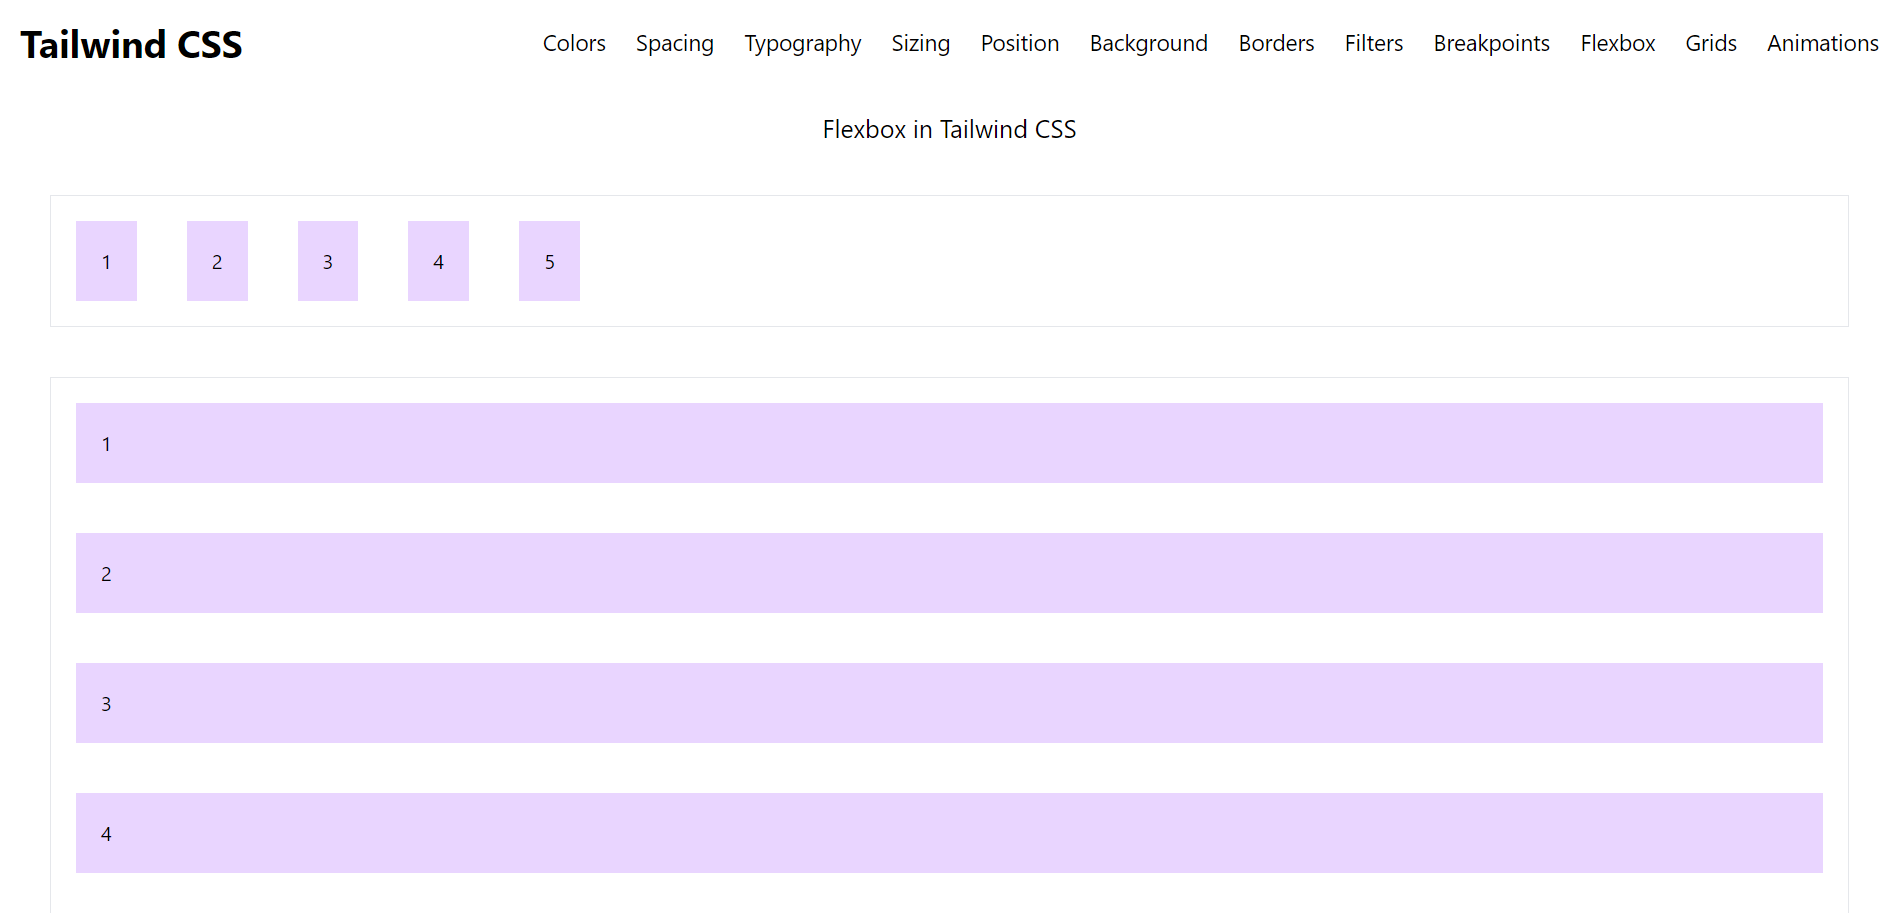 Tailwind CSS
Colors Spacing Typography Sizing Position Background Borders Filters Breakpoints Flexbox Grids Animations
Flexbox in Tailwind CSS
1 2 3 4 5
1
2
3
4